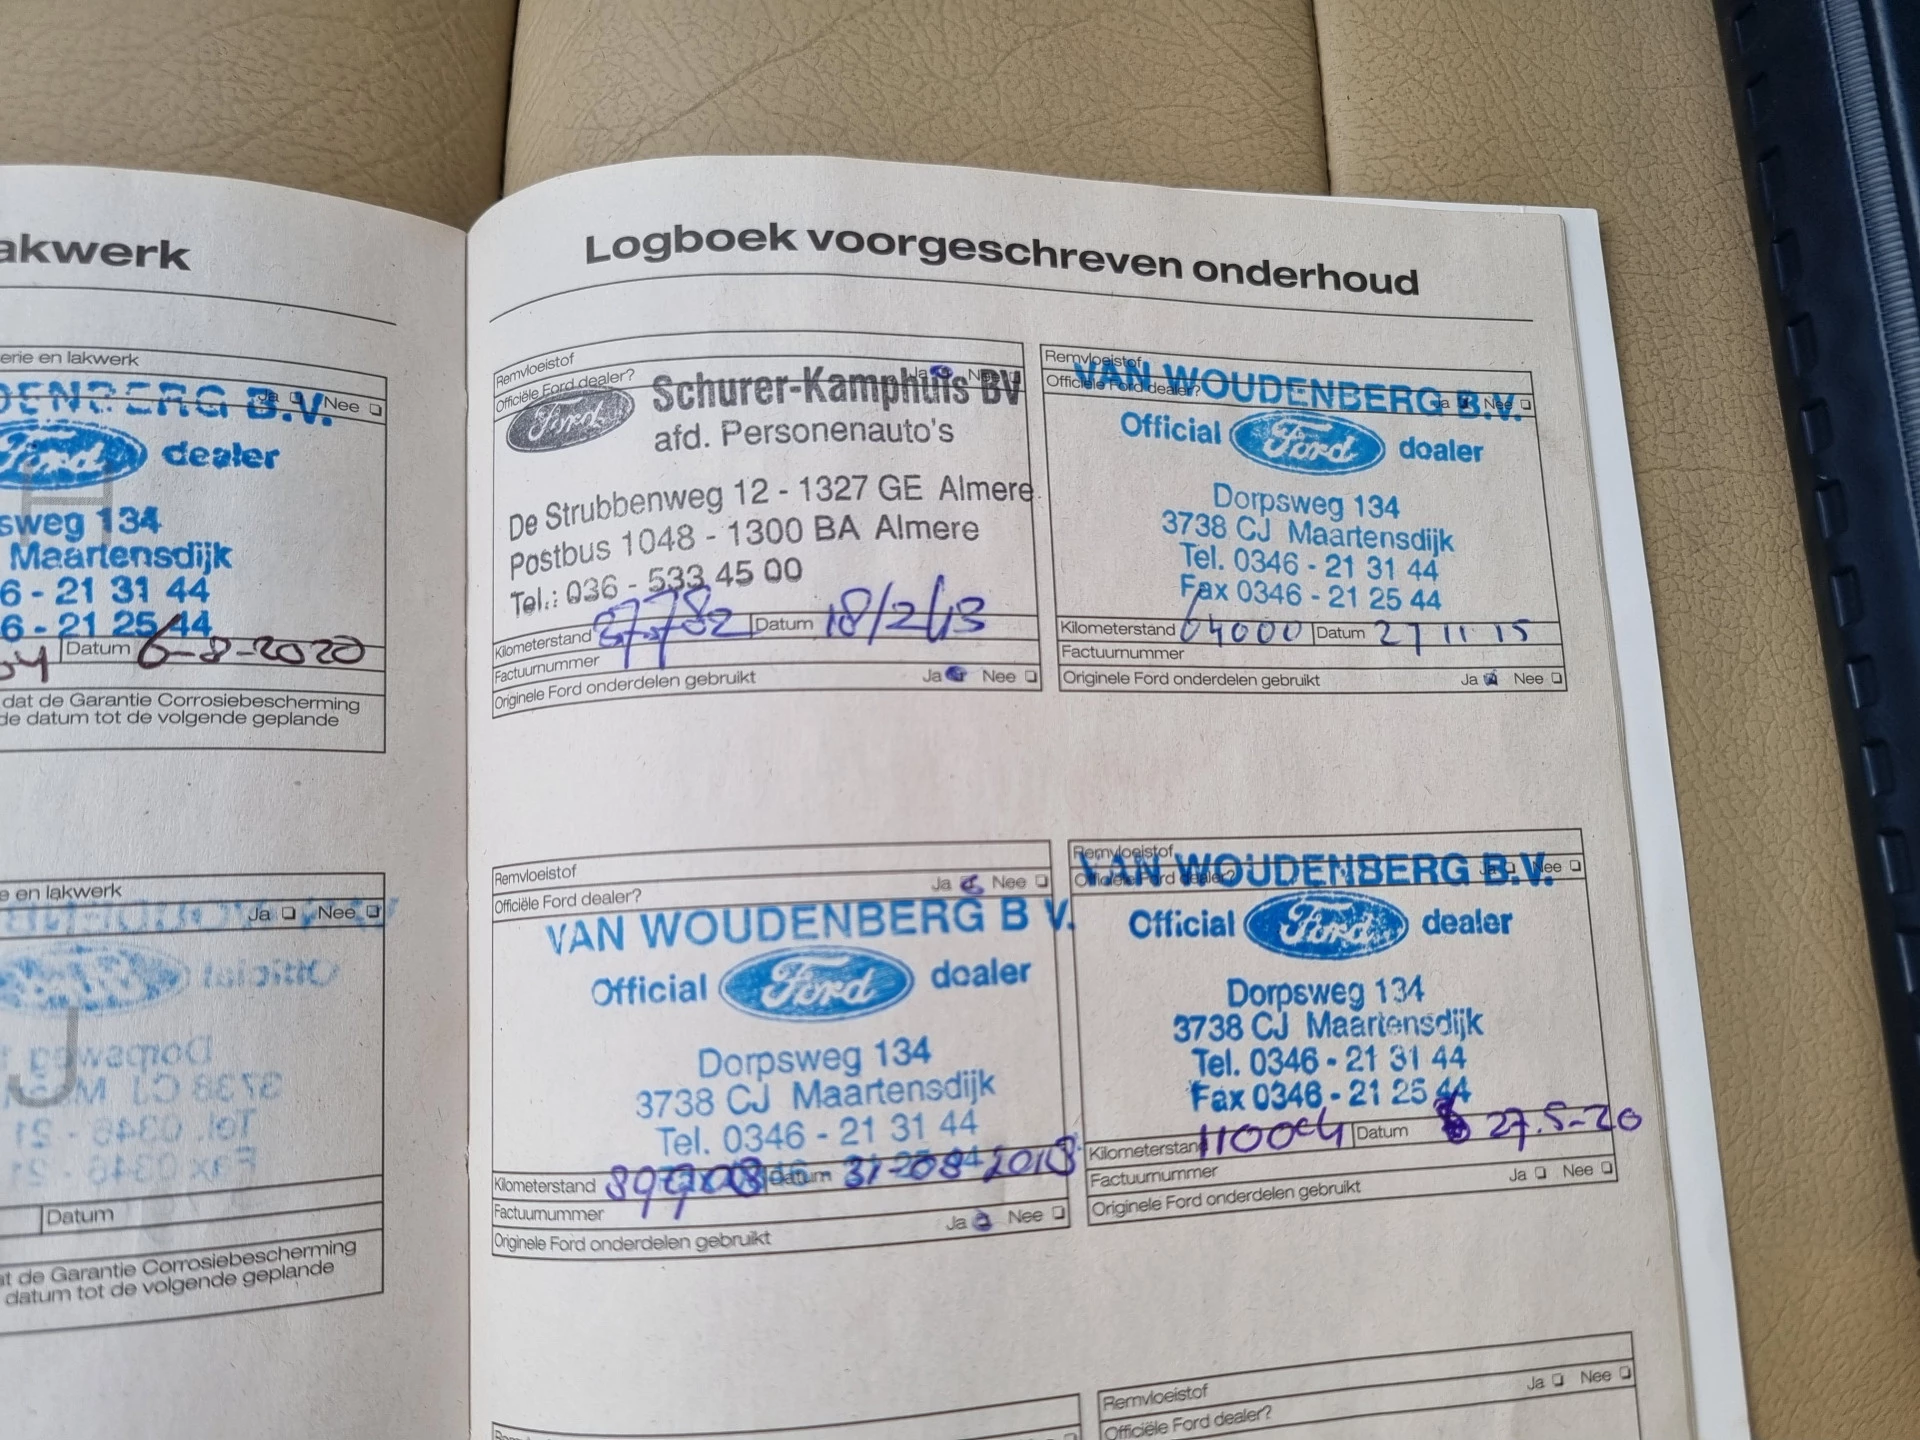 akwerk
erie en lakwerk
DENBERG B.V.
Ja Nee
Ford dealer
sweg 134
Maartensdijk
6 - 21 31 44
6 - 21 25 44
Datum 6-8-2020
dat de Garantie Corrosiebescherming
de datum tot de volgende geplande
H
e en lakwerk
Ja Nee
J
Datum
at de Garantie Corrosiebescherming
datum tot de volgende geplande
Logboek voorgeschreven onderhoud
Remvloeistof
Officiële Ford dealer? Ja Nee
Ford Schurer-Kamphuis BV
afd. Personenauto's
De Strubbenweg 12 - 1327 GE Almere
Postbus 1048 - 1300 BA Almere
Tel.: 036 - 533 45 00
Kilometerstand Datum 18/2/13
Factuurnummer
Originele Ford onderdelen gebruikt Ja Nee
Remvloeistof
Officiële Ford dealer? Ja Nee
VAN WOUDENBERG B.V.
Official Ford dealer
Dorpsweg 134
3738 CJ Maartensdijk
Tel. 0346 - 21 31 44
Fax 0346 - 21 25 44
Kilometerstand 64000 Datum 27 11 15
Factuurnummer
Originele Ford onderdelen gebruikt Ja Nee
Remvloeistof
Officiële Ford dealer? Ja Nee
VAN WOUDENBERG B.V.
Official Ford dealer
Dorpsweg 134
3738 CJ Maartensdijk
Tel. 0346 - 21 31 44
Kilometerstand 89908 Datum 31-08-2018
Factuurnummer
Originele Ford onderdelen gebruikt Ja Nee
Remvloeistof
Officiële Ford dealer? Ja Nee
VAN WOUDENBERG B.V.
Official Ford dealer
Dorpsweg 134
3738 CJ Maartensdijk
Tel. 0346 - 21 31 44
Fax 0346 - 21 25 44
Kilometerstand 110004 Datum 27.5-20
Factuurnummer
Originele Ford onderdelen gebruikt Ja Nee
Remvloeistof
Officiële Ford dealer? Ja Nee